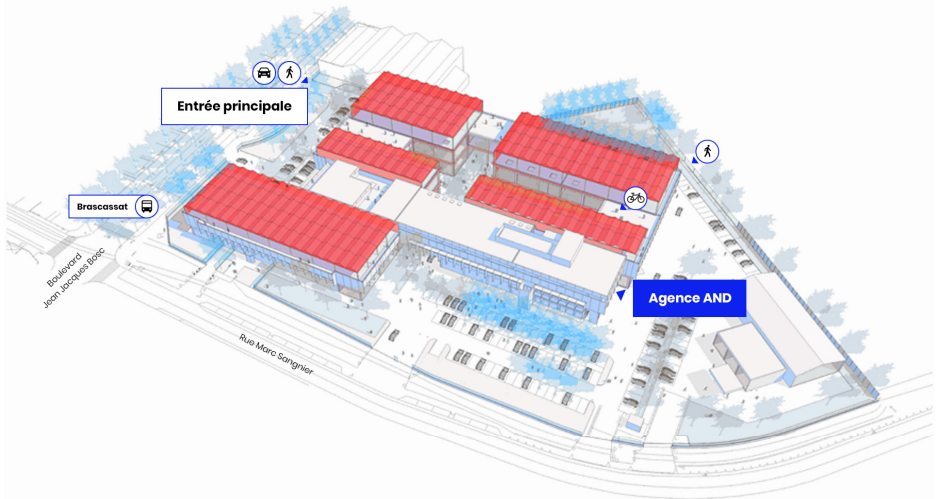 Entrée principale
Brascassat
Boulevard
Jean Jacques Bosc
Rue Marc Sangnier
Agence AND